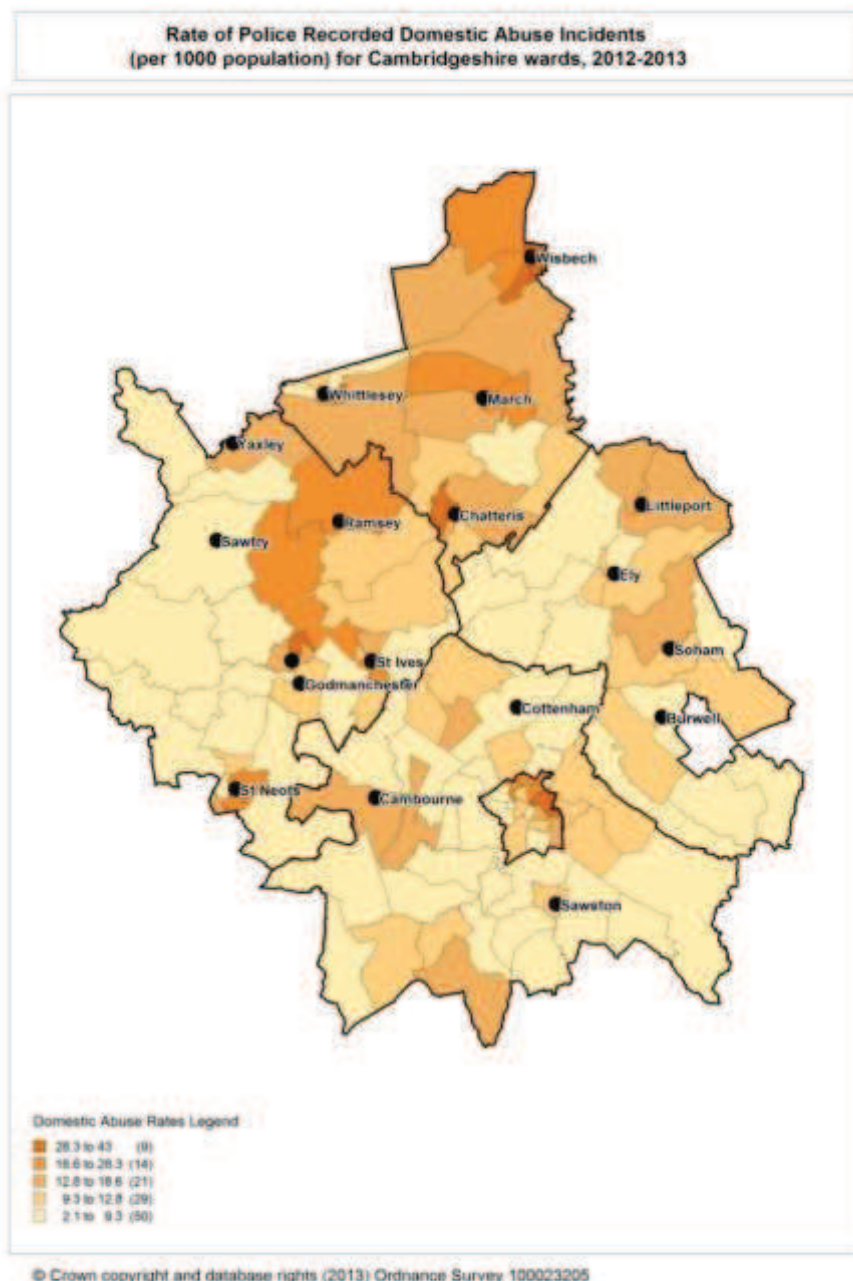 Rate of Police Recorded Domestic Abuse Incidents
(per 1000 population) for Cambridgeshire wards, 2012-2013
Wisbech
Whittlesey
March
Yaxley
Littleport
Chatteris
Ramsey
Sawtry
Ely
Soham
St Ives
Godmanchester
Cottenham
Burwell
St Neots
Cambourne
Sawston
Domestic Abuse Rates Legend
28.3 to 43 (9)
18.6 to 28.3 (14)
12.8 to 18.6 (21)
9.3 to 12.8 (29)
2.1 to 9.3 (50)
© Crown copyright and database rights (2013) Ordnance Survey 100023205